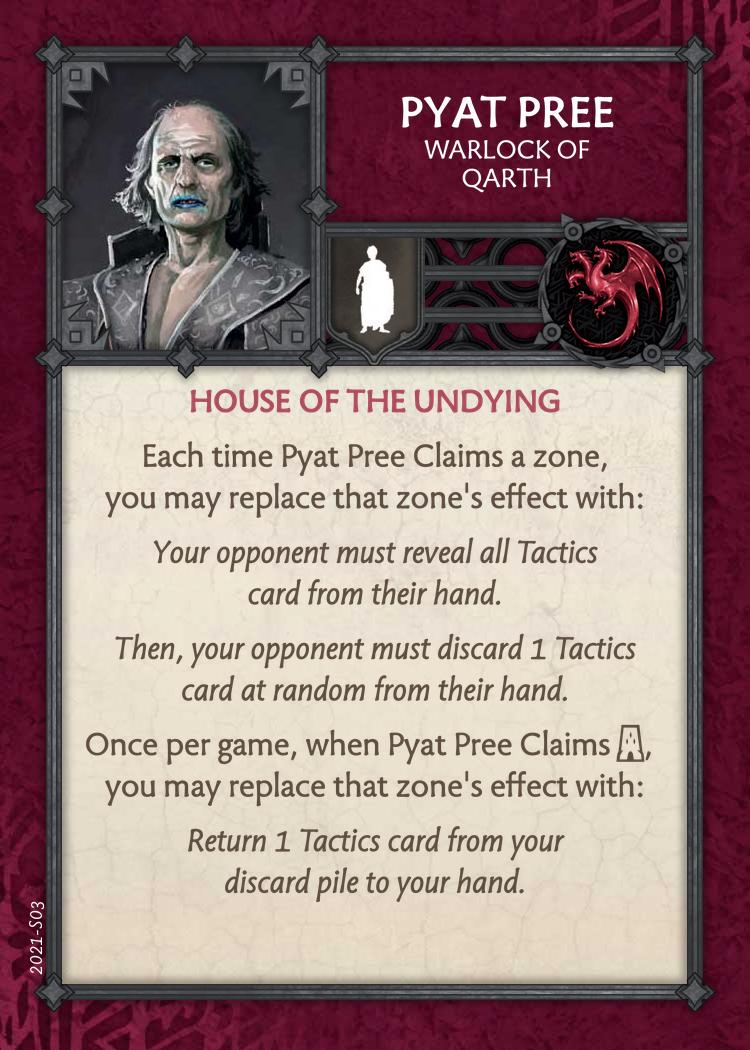 PYAT PREE
WARLOCK OF
QARTH
HOUSE OF THE UNDYING
Each time Pyat Pree Claims a zone,
you may replace that zone's effect with:
Your opponent must reveal all Tactics
card from their hand.
Then, your opponent must discard 1 Tactics
card at random from their hand.
Once per game, when Pyat Pree Claims ,
you may replace that zone's effect with:
Return 1 Tactics card from your
discard pile to your hand.
2021-S03